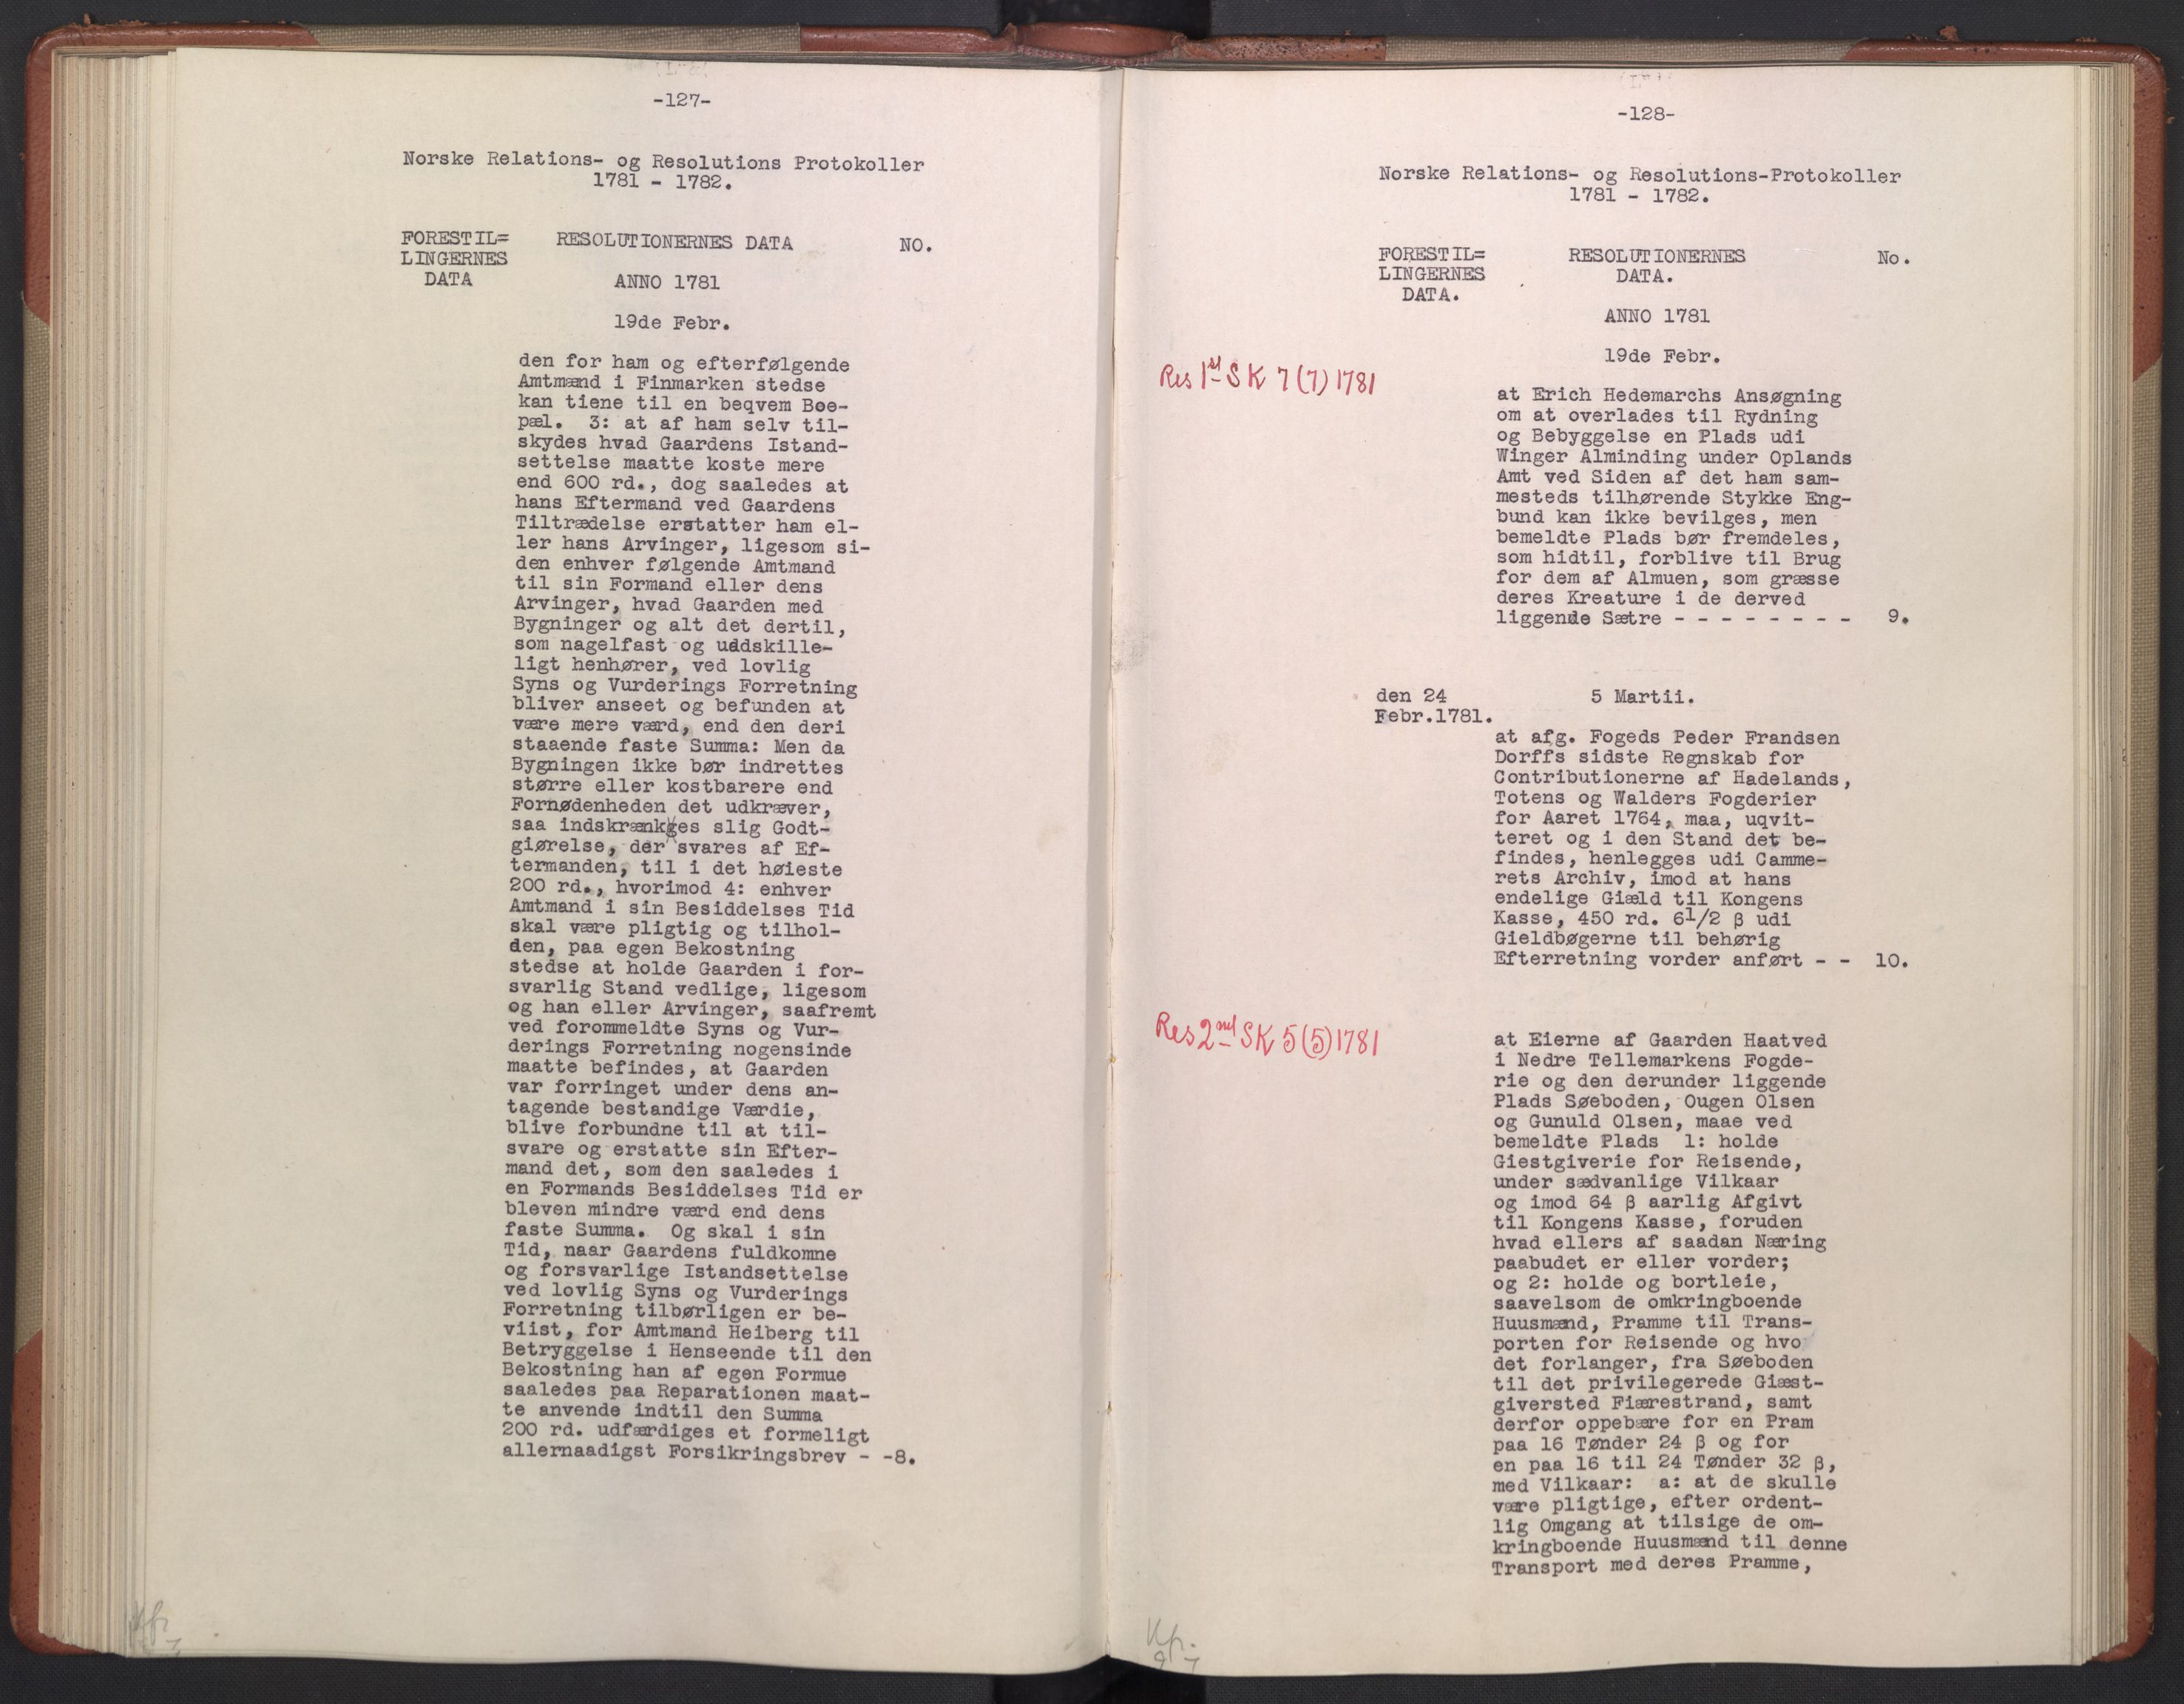 -127-
Norske Relations- og Resolutions Protokoller
1781 - 1782.
FORESTIL=
LINGERNES
DATA
RESOLUTIONERNES DATA
NO.
ANNO 1781
19de Febr.
den for ham og efterfølgende
Amtmænd i Finmarken stedse
kan tiene til en beqvem Boe-
pæl. 3: at af ham selv til-
skydes hvad Gaardens Istand-
settelse maatte koste mere
end 600 rd., dog saaledes at
hans Eftermand ved Gaardens
Tiltrædelse erstatter ham el-
ler hans Arvinger, ligesom si-
den enhver følgende Amtmand
til sin Formand eller dens
Arvinger, hvad Gaarden med
Bygninger og alt det dertil,
som nagelfast og uadskille-
ligt henhører, ved lovlig
Syns og Vurderings Forretning
bliver anseet og befunden at
være mere værd, end den deri
staaende faste Summa: Men da
Bygningen ikke bør indrettes
større eller kostbarere end
Fornødenheden det udkræver,
saa indskrænkges slig Godt-
giørelse, der svares af Ef-
termanden, til i det høieste
200 rd., hvorimod 4: enhver
Amtmand i sin Besiddelses Tid
skal være pligtig og tilhol-
den, paa egen Bekostning
stedse at holde Gaarden i for-
svarlig Stand vedlige, ligesom
og han eller Arvinger, saafremt
ved forommeldte Syns og Vur-
derings Forretning nogensinde
maatte befindes, at Gaarden
var forringet under dens an-
tagende bestandige Værdie,
blive forbundne til at til-
svare og erstatte sin Efter-
mand det, som den saaledes i
en Formands Besiddelses Tid er
bleven mindre værd end dens
faste Summa. Og skal i sin
Tid, naar Gaardens fuldkomne
og forsvarlige Istandsettelse
ved lovlig Syns og Vurderings
Forretning tilbørligen er be-
viist, for Amtmand Heiberg til
Betryggelse i Henseende til den
Bekostning han af egen Formue
saaledes paa Reparationen maat-
te anvende indtil den Summa
200 rd. udfærdiges et formeligt
allernaadigst Forsikringsbrev - -8.
-128-
Norske Relations- og Resolutions-Protokoller
1781 - 1782.
FORESTIL=
LINGERNES
DATA.
RESOLUTIONERNES
DATA.
No.
ANNO 1781
19de Febr.
Res 1st SK 7(7) 1781
at Erich Hedemarchs Ansøgning
om at overlades til Rydning
og Bebyggelse en Plads udi
Winger Alminding under Oplands
Amt ved Siden af det ham sam-
mesteds tilhørende Stykke Eng-
bund kan ikke bevilges, men
bemeldte Plads bør fremdeles,
som hidtil, forblive til Brug
for dem af Almuen, som græsse
deres Kreature i de derved
liggende Sætre - - - - - - - - - 9.
den 24
Febr.1781.
5 Martii.
at afg. Fogeds Peder Frandsen
Dorffs sidste Regnskab for
Contributionerne af Hadelands,
Totens og Walders Fogderier
for Aaret 1764, maa, uqvit-
teret og i den Stand det be-
findes, henlegges udi Camme-
rets Archiv, imod at hans
endelige Giæld til Kongens
Kasse, 450 rd. 6 1/2 β udi
Gieldbøgerne til behørig
Efterretning vorder anført - - 10.
Res 2nd SK 5(5) 1781
at Eierne af Gaarden Haatved
i Nedre Tellemarkens Fogde-
rie og den derunder liggende
Plads Søeboden, Ougen Olsen
og Gunuld Olsen, maae ved
bemeldte Plads 1: holde
Giestgiverie for Reisende,
under sædvanlige Vilkaar
og imod 64 β aarlig Afgivt
til Kongens Kasse, foruden
hvad ellers af saadan Næring
paabudet er eller vorder;
og 2: holde og bortleie,
saavelsom de omkringboende
Huusmænd, Pramme til Trans-
porten for Reisende og hvo
det forlanger, fra Søeboden
til det privilegerede Giæst-
giversted Fiærestrand, samt
derfor oppebære for en Pram
paa 16 Tønder 24 β og for
en paa 16 til 24 Tønder 32 β,
med Vilkaar: a: at de skulle
være pligtige, efter ordent-
lig Omgang at tilsige de om-
kringboende Huusmænd til denne
Transport med deres Pramme,